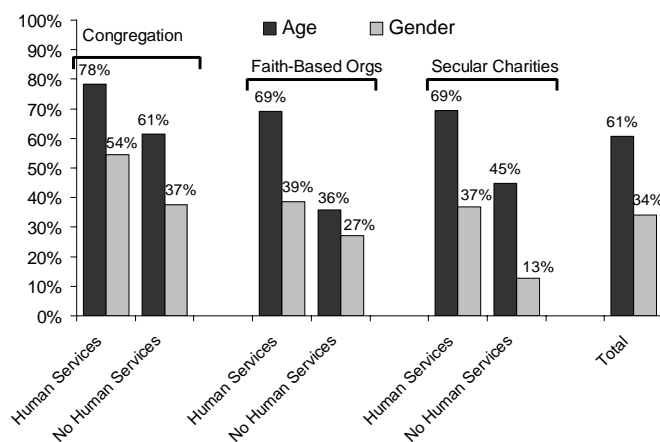 100%
90%
80%
70%
60%
50%
40%
30%
20%
10%
0%
Age Gender
Congregation
Faith-Based Orgs
Secular Charities
78%
54%
61%
37%
69%
39%
36%
27%
69%
37%
45%
13%
61%
34%
Human Services
No Human Services
Human Services
No Human Services
Human Services
No Human Services
Total